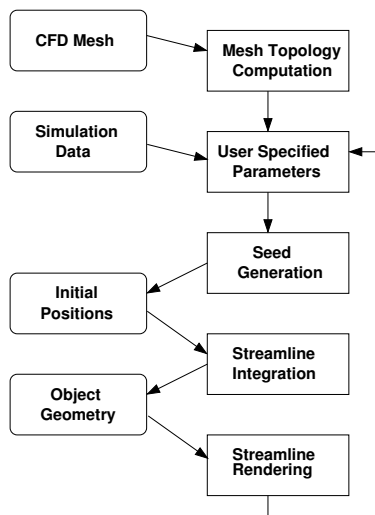 CFD Mesh
Mesh Topology
Computation
Simulation
Data
User Specified
Parameters
Seed
Generation
Initial
Positions
Streamline
Integration
Object
Geometry
Streamline
Rendering